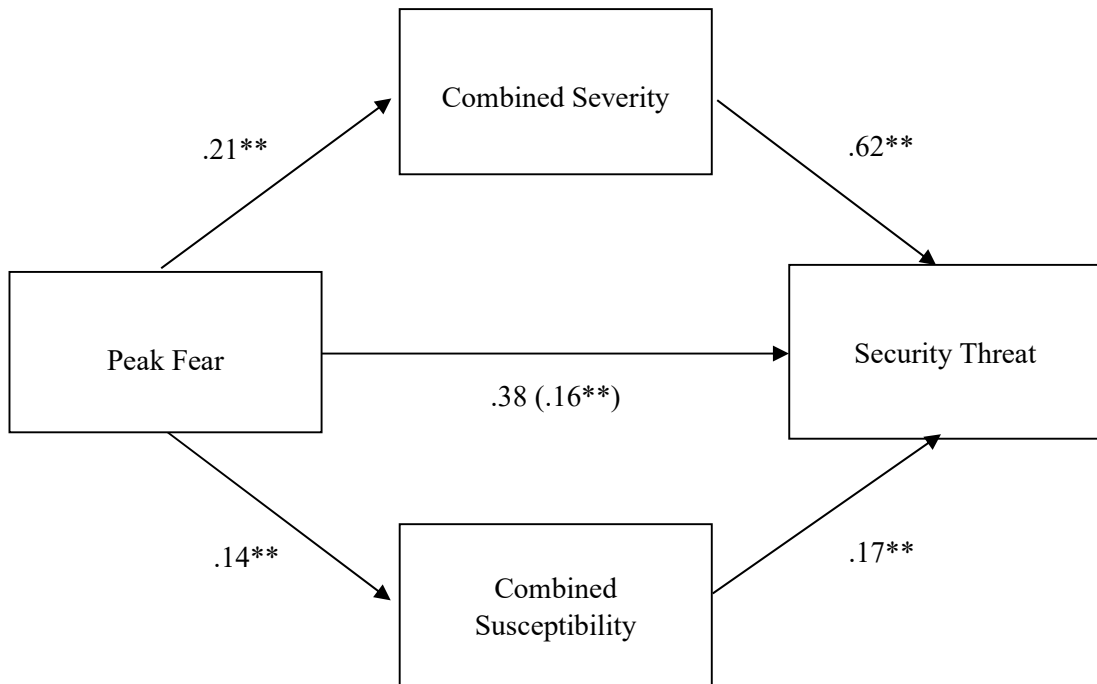 Combined Severity
.21**
.62**
Peak Fear
Security Threat
.38 (.16**)
.14**
.17**
Combined
Susceptibility